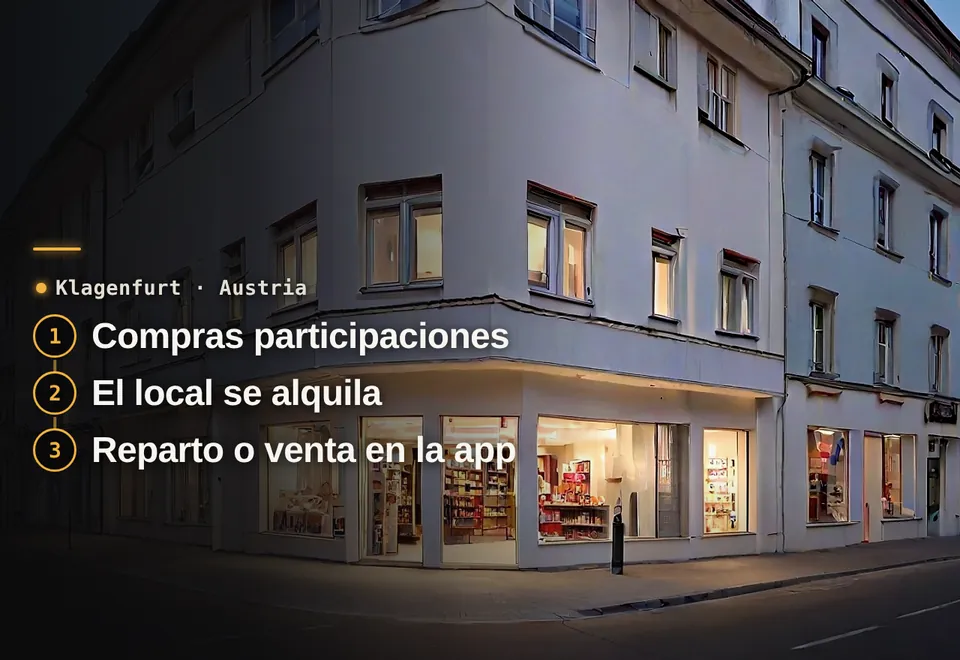 Klagenfurt · Austria
1 Compras participaciones
2 El local se alquila
3 Reparto o venta en la app